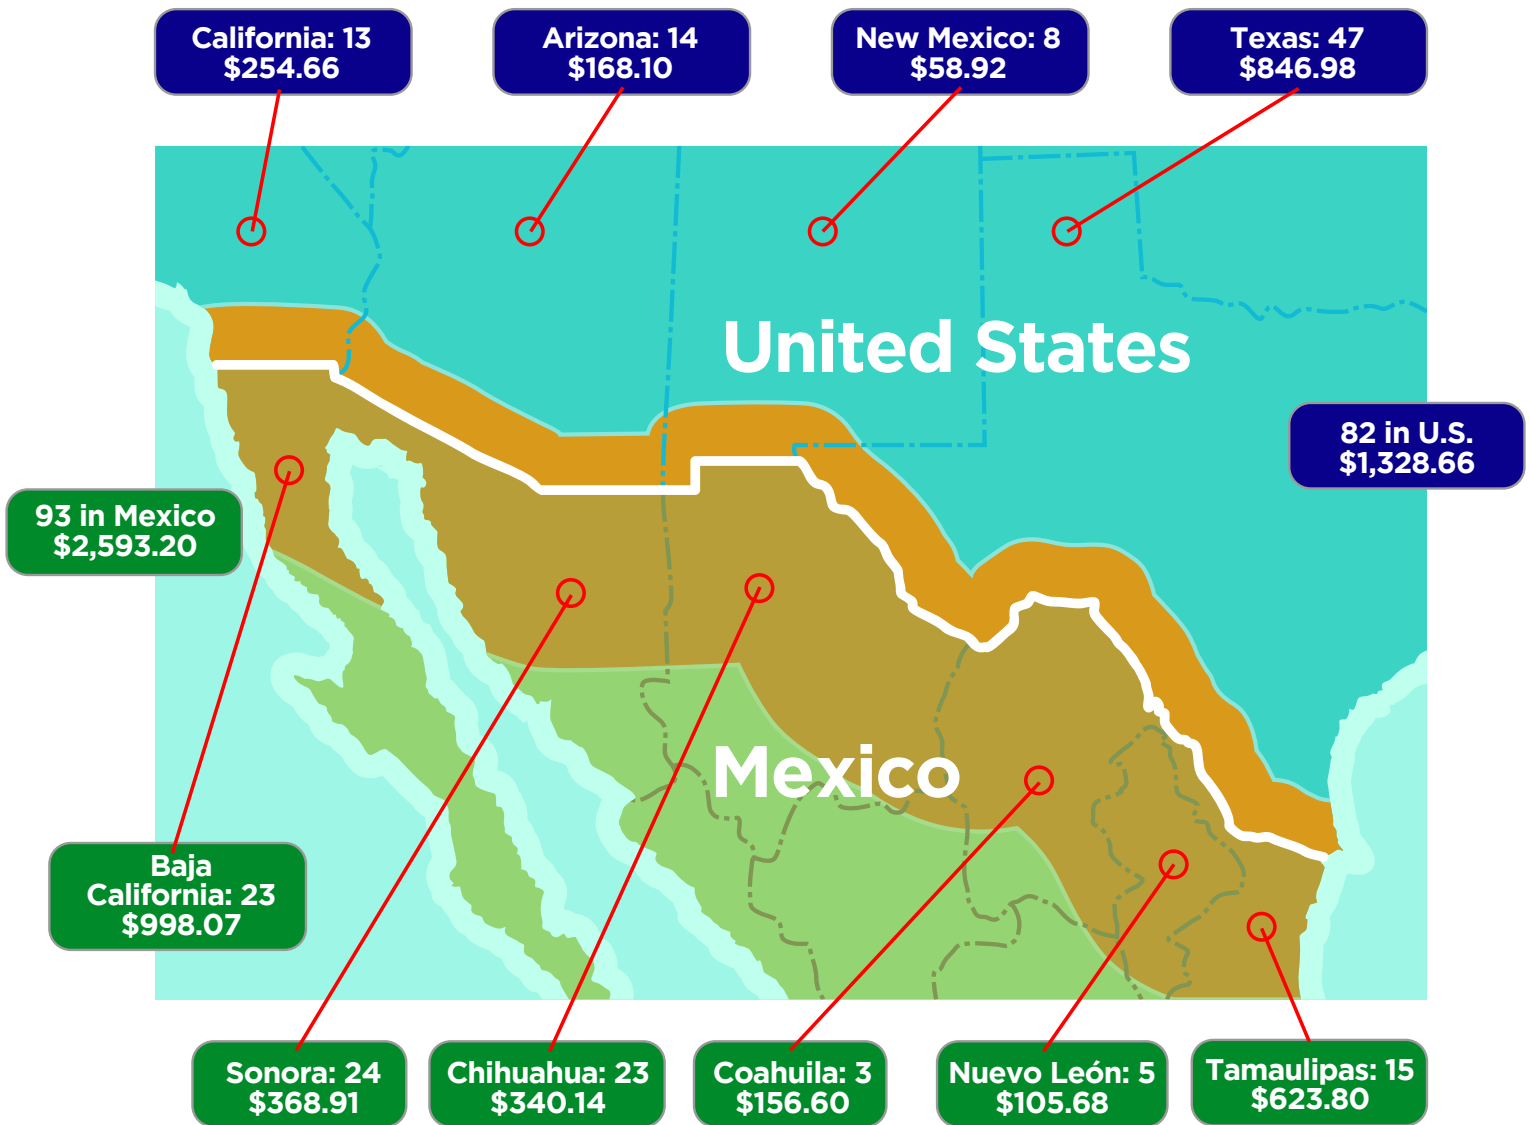 California: 13
$254.66
Arizona: 14
$168.10
New Mexico: 8
$58.92
Texas: 47
$846.98
United States
82 in U.S.
$1,328.66
93 in Mexico
$2,593.20
Mexico
Baja
California: 23
$998.07
Sonora: 24
$368.91
Chihuahua: 23
$340.14
Coahuila: 3
$156.60
Nuevo León: 5
$105.68
Tamaulipas: 15
$623.80